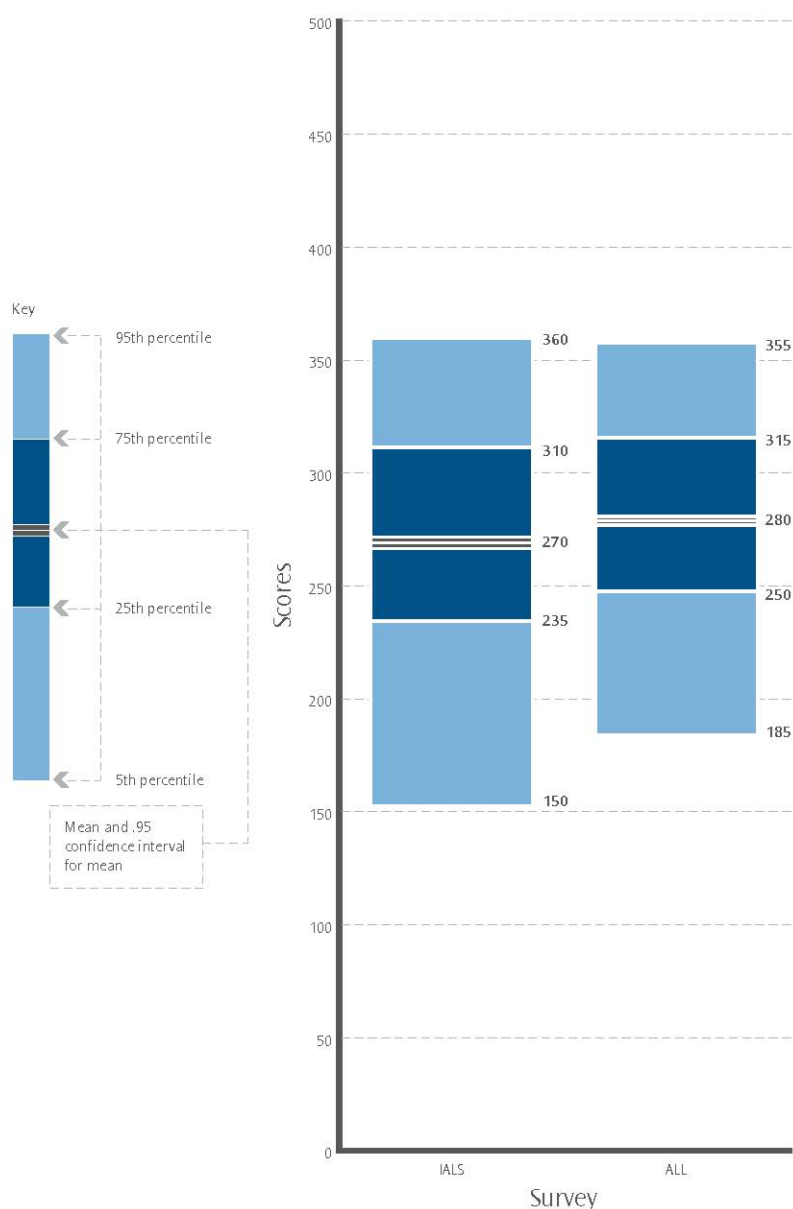 500
450
400
350
300
250
200
150
100
50
0
Scores
Key
95th percentile
75th percentile
25th percentile
5th percentile
Mean and .95
confidence interval
for mean
360
310
270
235
150
355
315
280
250
185
IALS
ALL
Survey